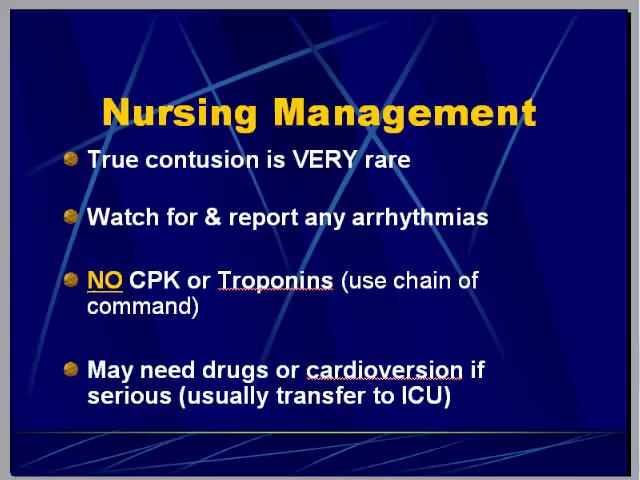 Nursing Management
True contusion is VERY rare
Watch for & report any arrhythmias
NO CPK or Troponins (use chain of
command)
May need drugs or cardioversion if
serious (usually transfer to ICU)